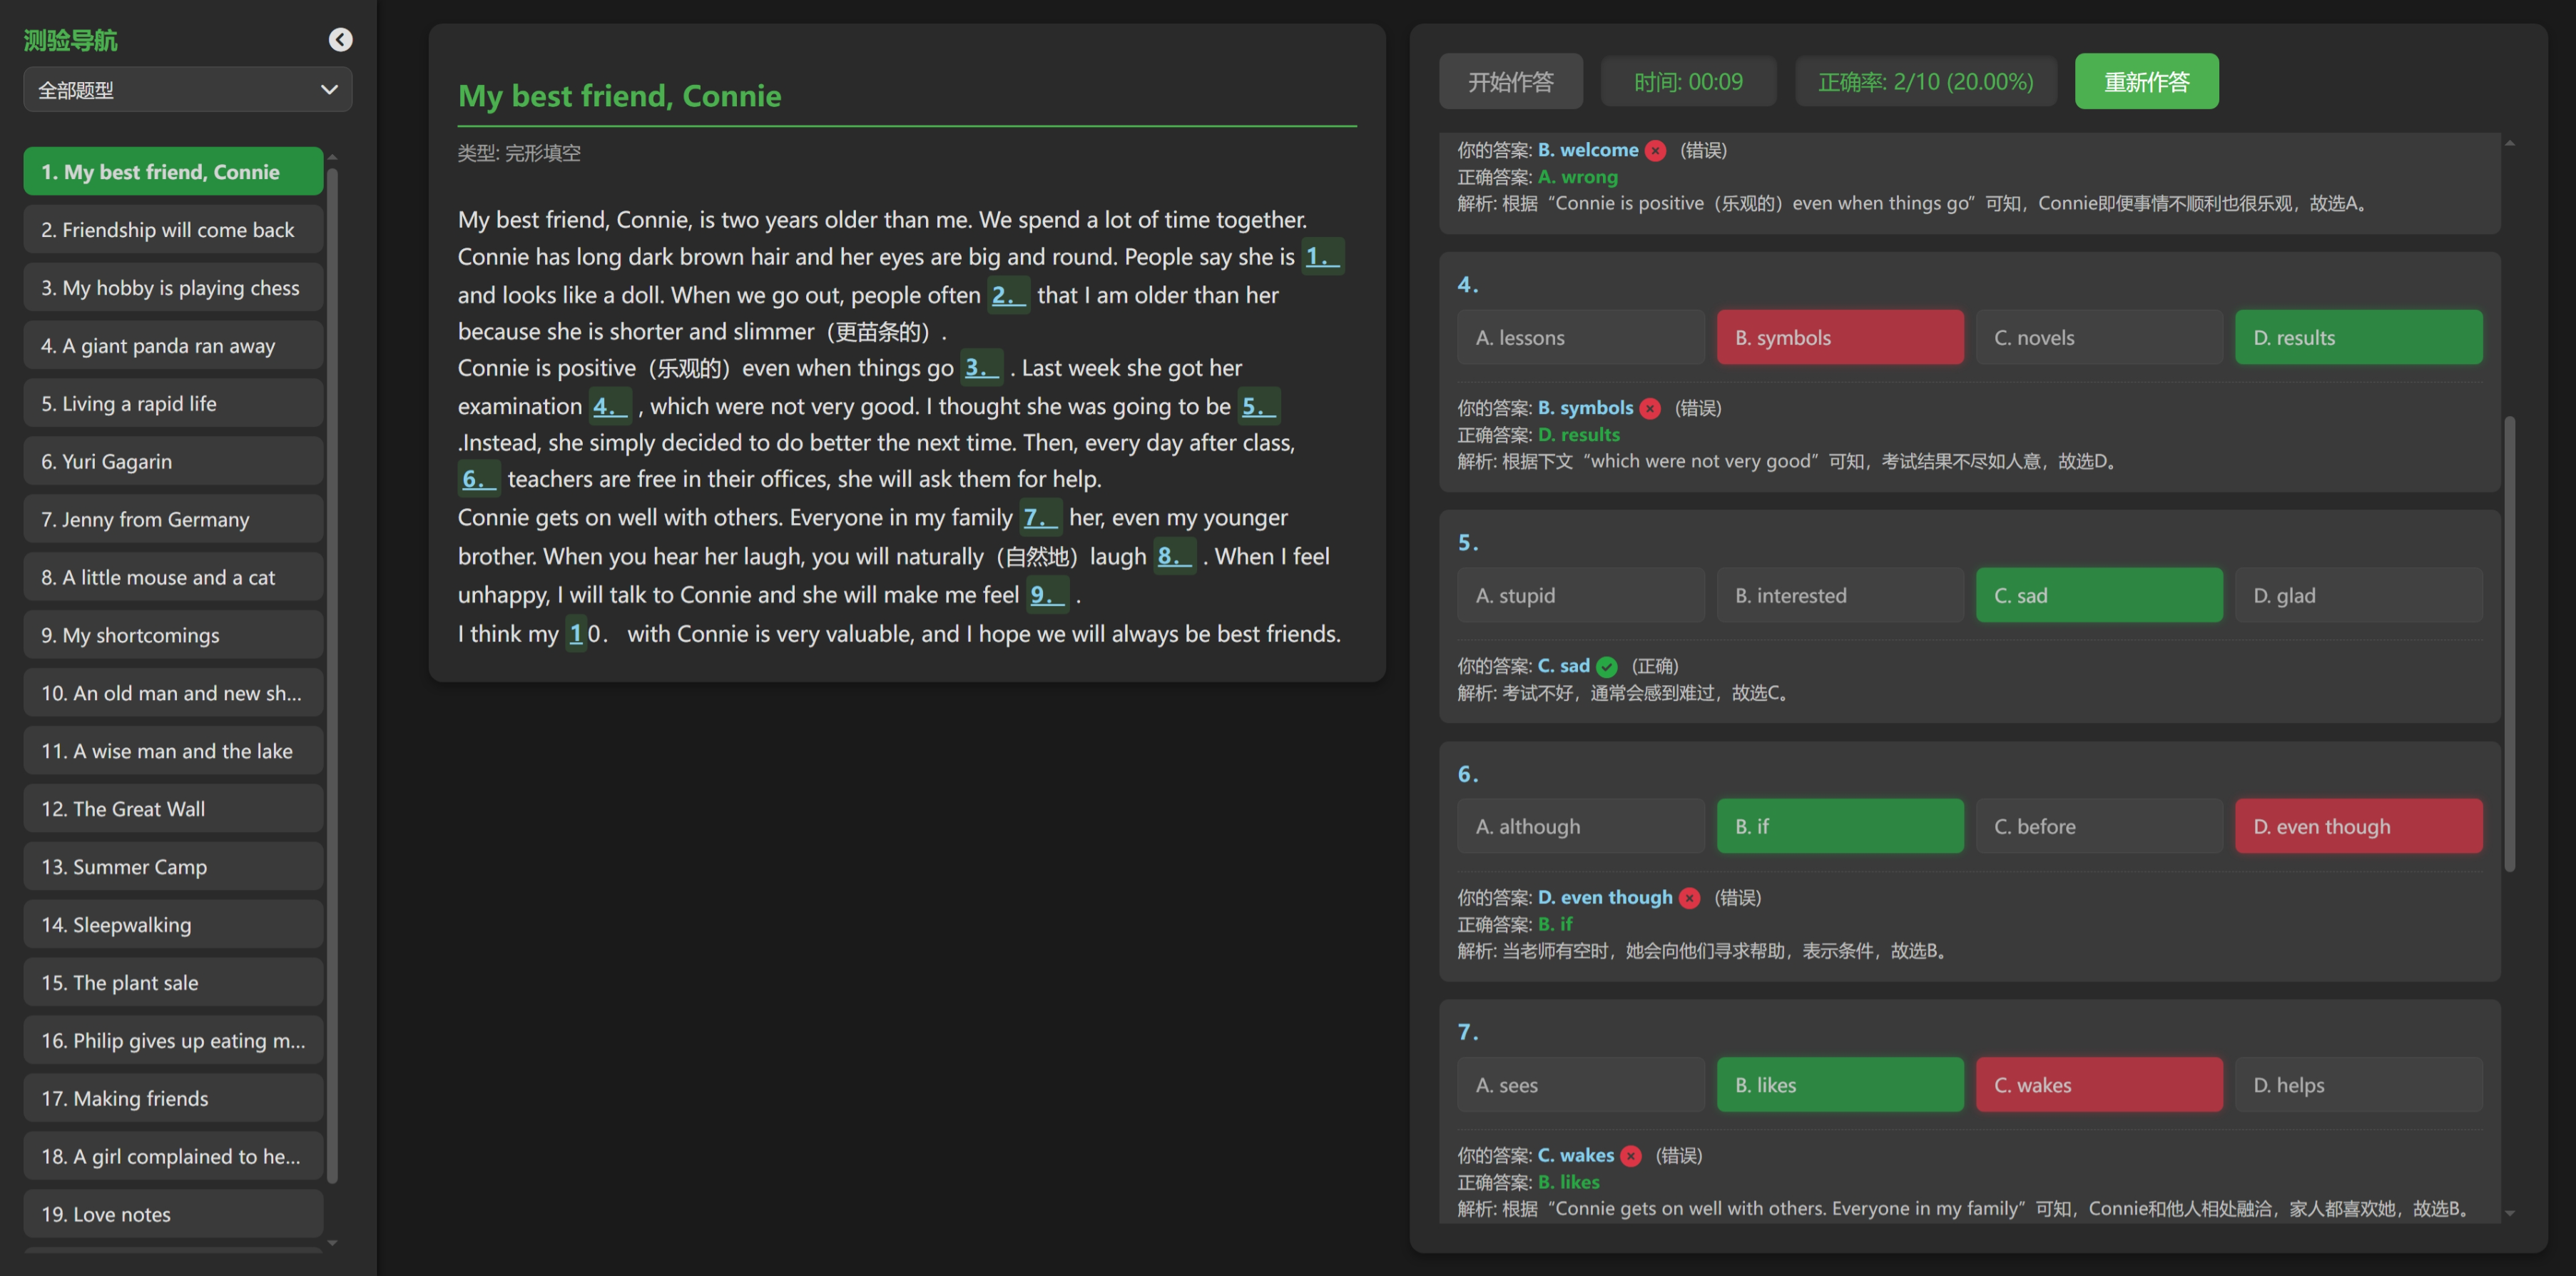 测验导航
全部题型
1. My best friend, Connie
2. Friendship will come back
3. My hobby is playing chess
4. A giant panda ran away
5. Living a rapid life
6. Yuri Gagarin
7. Jenny from Germany
8. A little mouse and a cat
9. My shortcomings
10. An old man and new sh...
11. A wise man and the lake
12. The Great Wall
13. Summer Camp
14. Sleepwalking
15. The plant sale
16. Philip gives up eating m...
17. Making friends
18. A girl complained to he...
19. Love notes
My best friend, Connie
类型: 完形填空
My best friend, Connie, is two years older than me. We spend a lot of time together.
Connie has long dark brown hair and her eyes are big and round. People say she is 1.
and looks like a doll. When we go out, people often 2. that I am older than her
because she is shorter and slimmer（更苗条的）.
Connie is positive（乐观的）even when things go 3. . Last week she got her
examination 4. , which were not very good. I thought she was going to be 5.
.Instead, she simply decided to do better the next time. Then, every day after class,
6. teachers are free in their offices, she will ask them for help.
Connie gets on well with others. Everyone in my family 7. her, even my younger
brother. When you hear her laugh, you will naturally（自然地）laugh 8. . When I feel
unhappy, I will talk to Connie and she will make me feel 9. .
I think my 10. with Connie is very valuable, and I hope we will always be best friends.
开始作答 时间: 00:09 正确率: 2/10 (20.00%) 重新作答
你的答案: B. welcome (错误)
正确答案: A. wrong
解析: 根据“Connie is positive（乐观的）even when things go”可知，Connie即便事情不顺利也很乐观，故选A。
4.
A. lessons B. symbols C. novels D. results
你的答案: B. symbols (错误)
正确答案: D. results
解析: 根据下文“which were not very good”可知，考试结果不尽如人意，故选D。
5.
A. stupid B. interested C. sad D. glad
你的答案: C. sad (正确)
解析: 考试不好，通常会感到难过，故选C。
6.
A. although B. if C. before D. even though
你的答案: D. even though (错误)
正确答案: B. if
解析: 当老师有空时，她会向他们寻求帮助，表示条件，故选B。
7.
A. sees B. likes C. wakes D. helps
你的答案: C. wakes (错误)
正确答案: B. likes
解析: 根据“Connie gets on well with others. Everyone in my family”可知，Connie和他人相处融洽，家人都喜欢她，故选B。